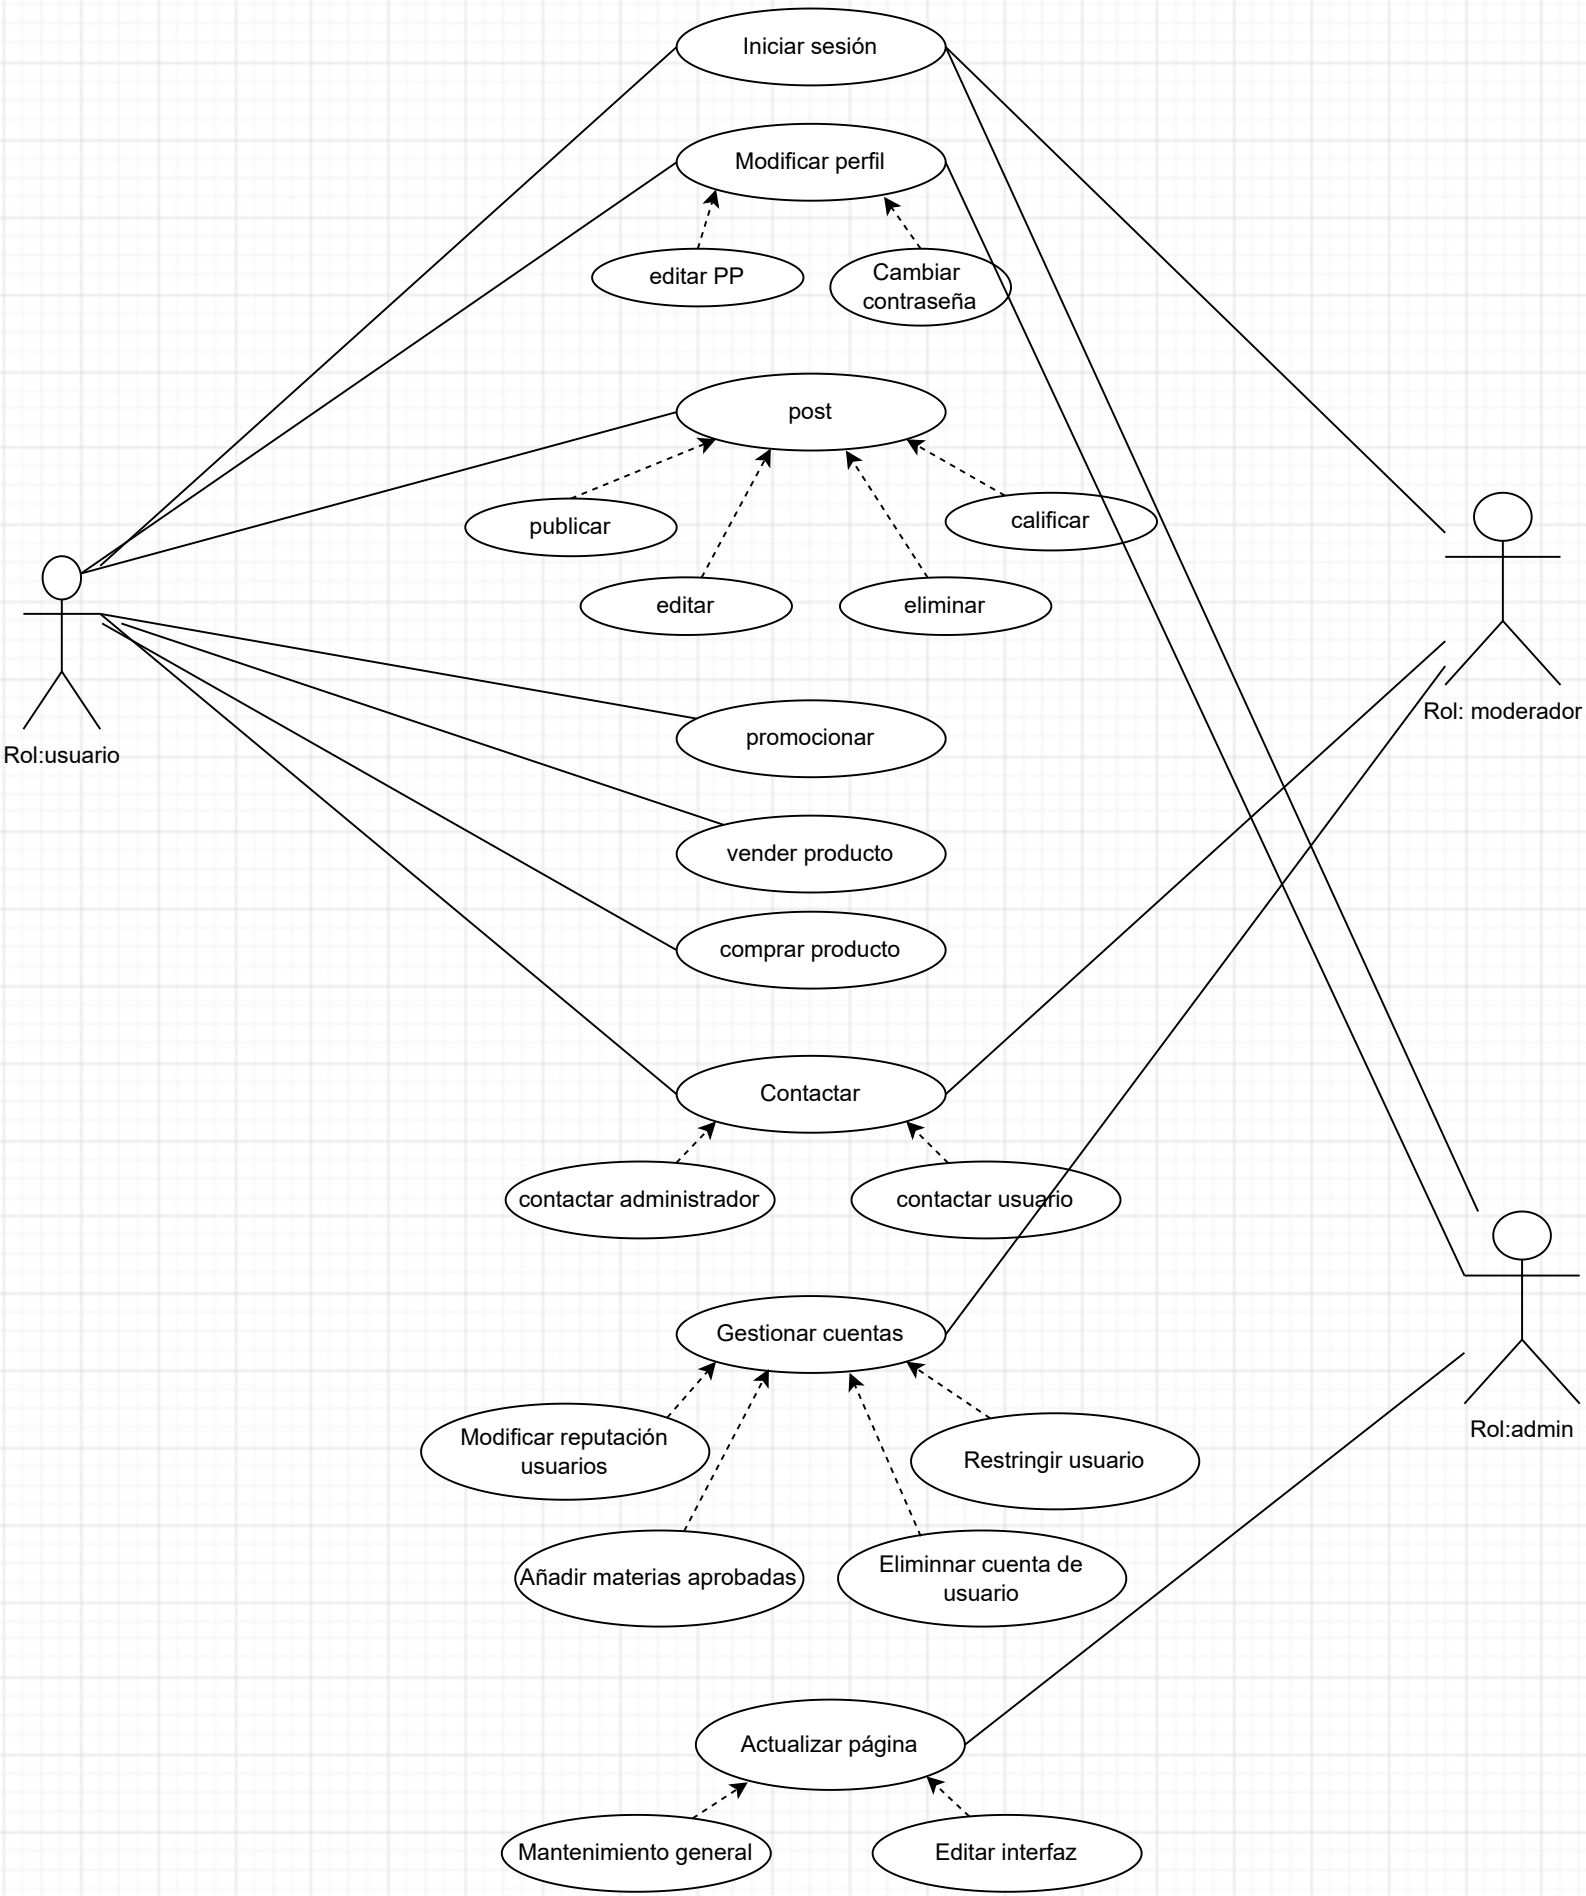 Iniciar sesión
Modificar perfil
editar PP
Cambiar
contraseña
post
publicar
calificar
editar
eliminar
Rol:usuario
Rol: moderador
promocionar
vender producto
comprar producto
Contactar
contactar administrador
contactar usuario
Gestionar cuentas
Rol:admin
Modificar reputación
usuarios
Restringir usuario
Añadir materias aprobadas
Eliminnar cuenta de
usuario
Actualizar página
Mantenimiento general
Editar interfaz